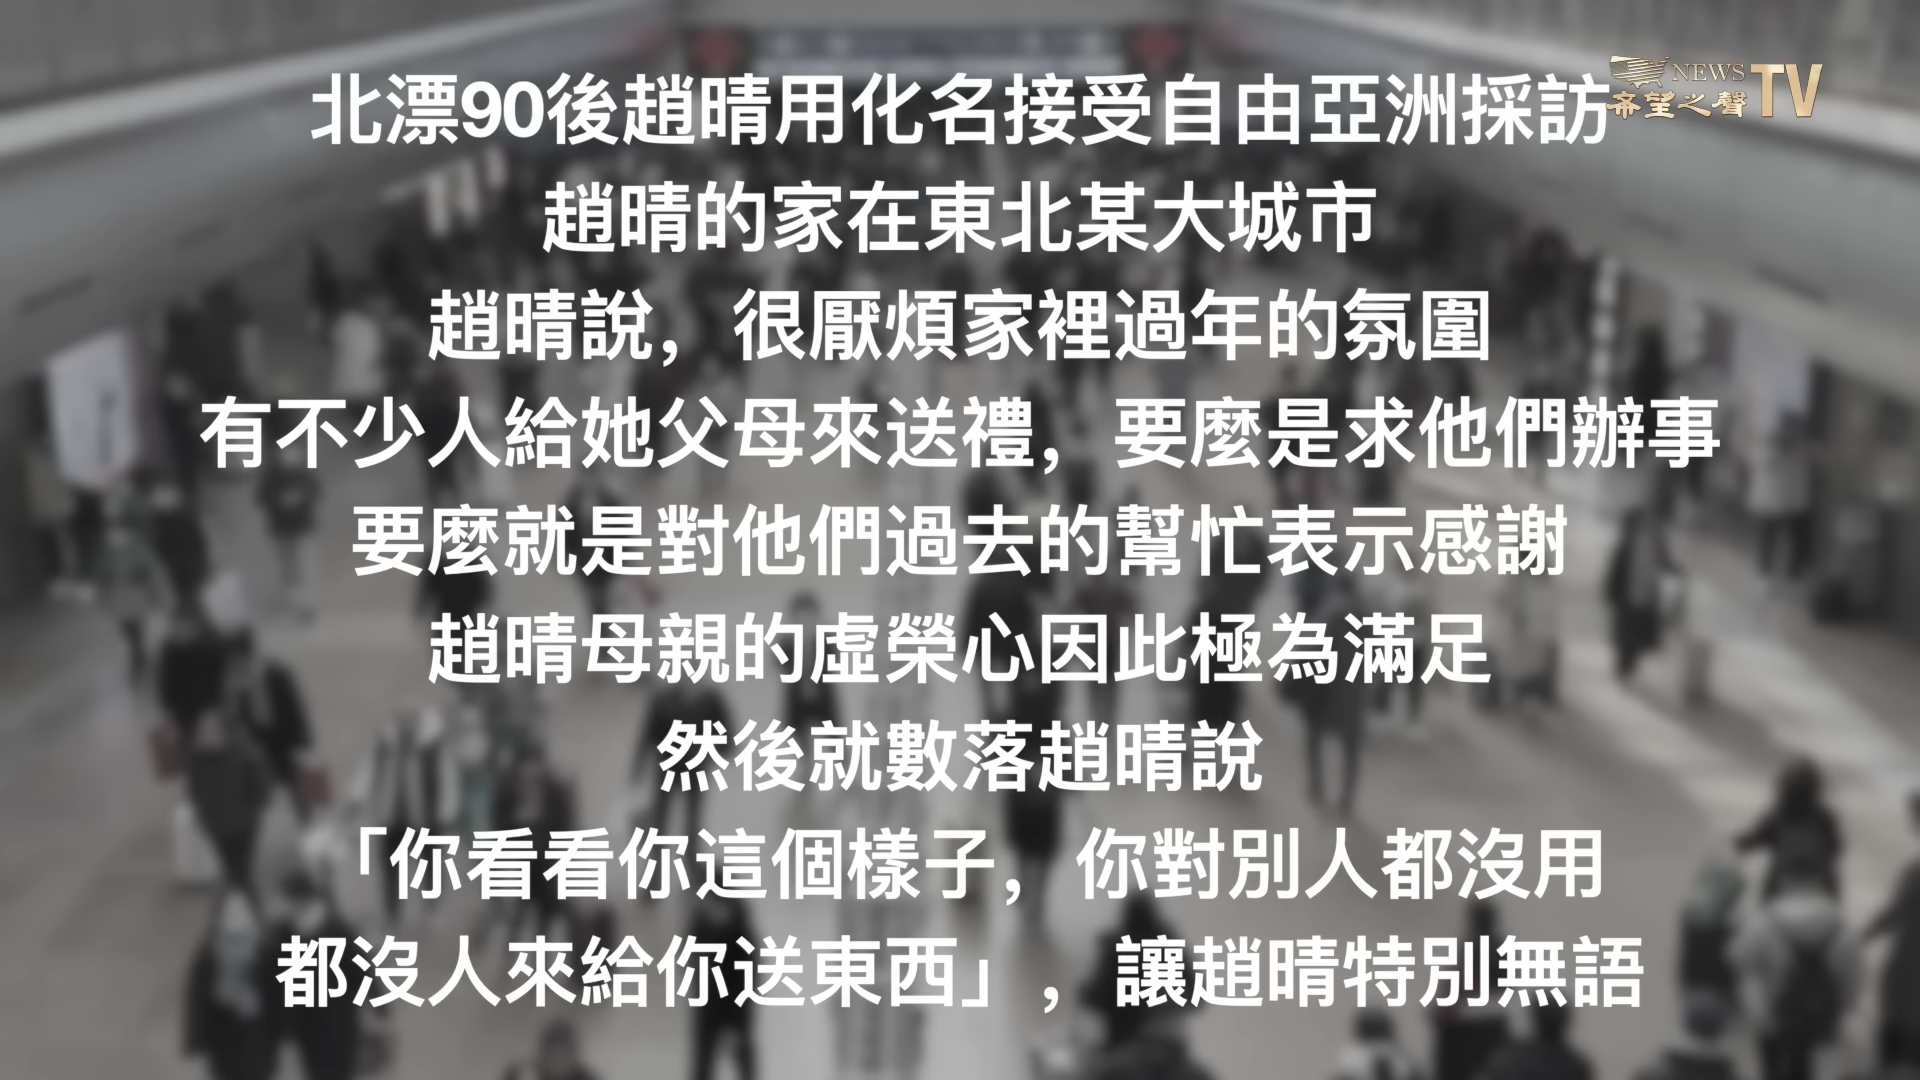 北漂90後趙晴用化名接受自由亞洲採訪
NEWS
希望之聲TV
趙晴的家在東北某大城市
趙晴說，很厭煩家裡過年的氛圍
有不少人給她父母來送禮，要麼是求他們辦事
要麼就是對他們過去的幫忙表示感謝
趙晴母親的虛榮心因此極為滿足
然後就數落趙晴說
「你看看你這個樣子，你對別人都沒用
都沒人來給你送東西」，讓趙晴特別無語